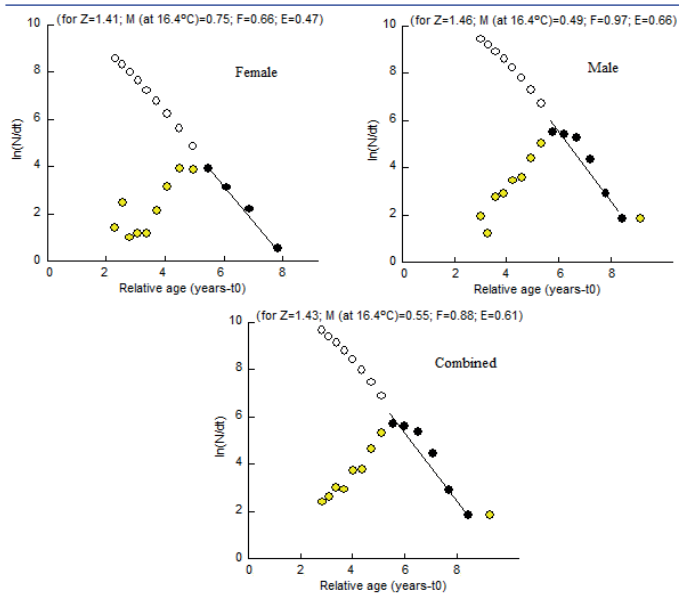 (for Z=1.41; M (at 16.4ºC)=0.75; F=0.66; E=0.47)
Female
ln(N/dt)
10
8
6
4
2
0
0
2
4
6
8
Relative age (years-t0)
(for Z=1.46; M (at 16.4ºC)=0.49; F=0.97; E=0.66)
Male
ln(N/dt)
10
8
6
4
2
0
0
2
4
6
8
Relative age (years-t0)
(for Z=1.43; M (at 16.4ºC)=0.55; F=0.88; E=0.61)
Combined
ln(N/dt)
10
8
6
4
2
0
0
2
4
6
8
Relative age (years-t0)